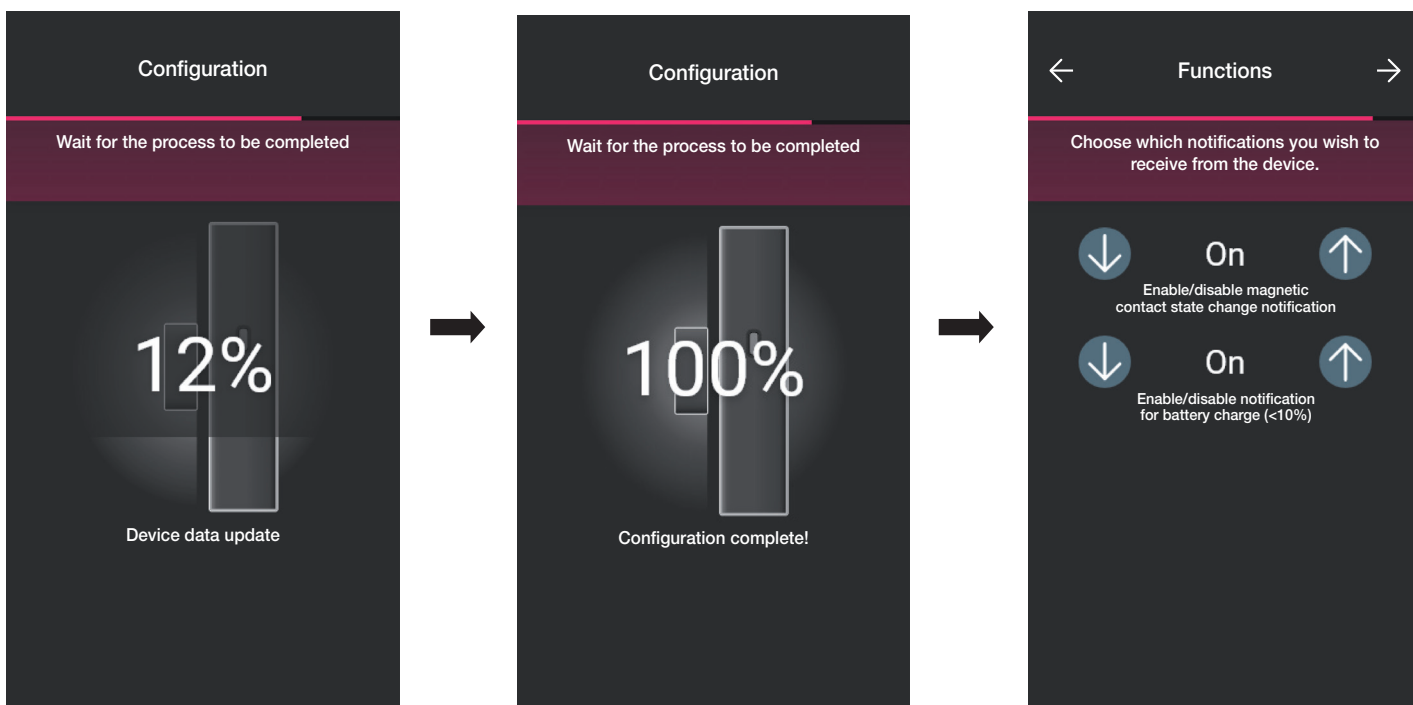 Configuration
Wait for the process to be completed
12%
Device data update
Configuration
Wait for the process to be completed
100%
Configuration complete!
Functions
Choose which notifications you wish to
receive from the device.
On
Enable/disable magnetic
contact state change notification
On
Enable/disable notification
for battery charge (<10%)